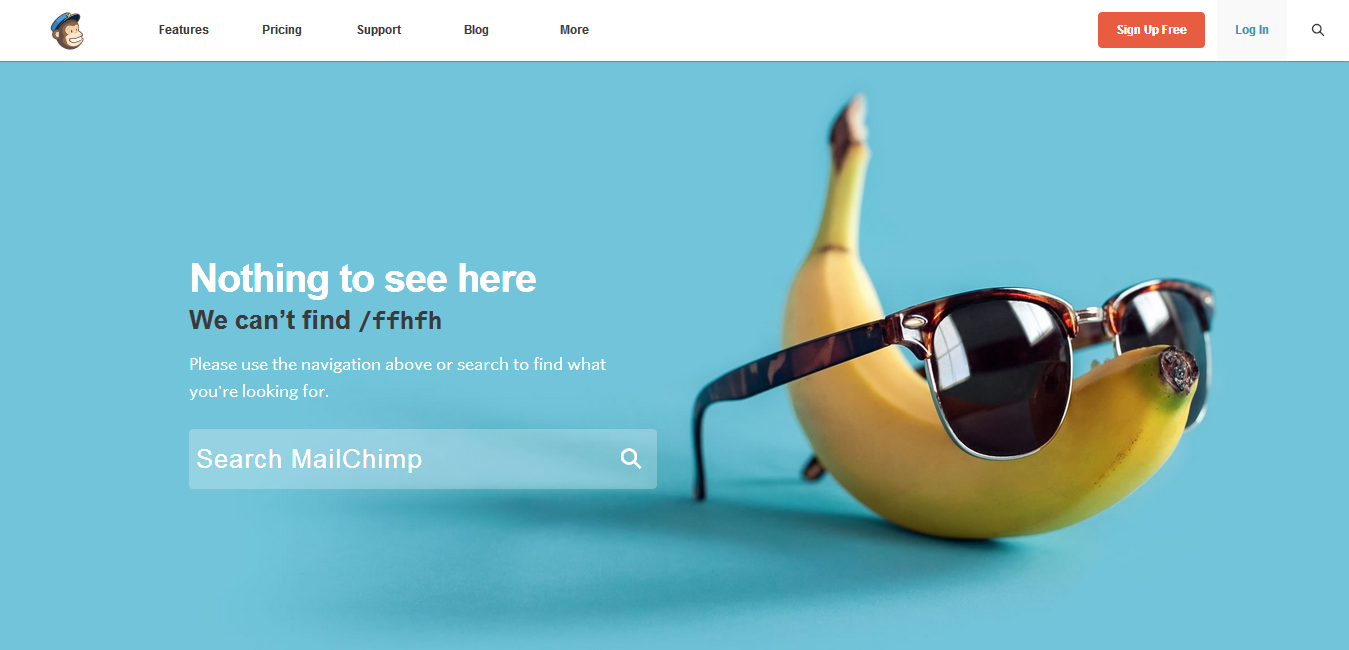 Features Pricing Support Blog More Sign Up Free Log In
Nothing to see here
We can’t find /ffhfh
Please use the navigation above or search to find what
you're looking for.
Search MailChimp